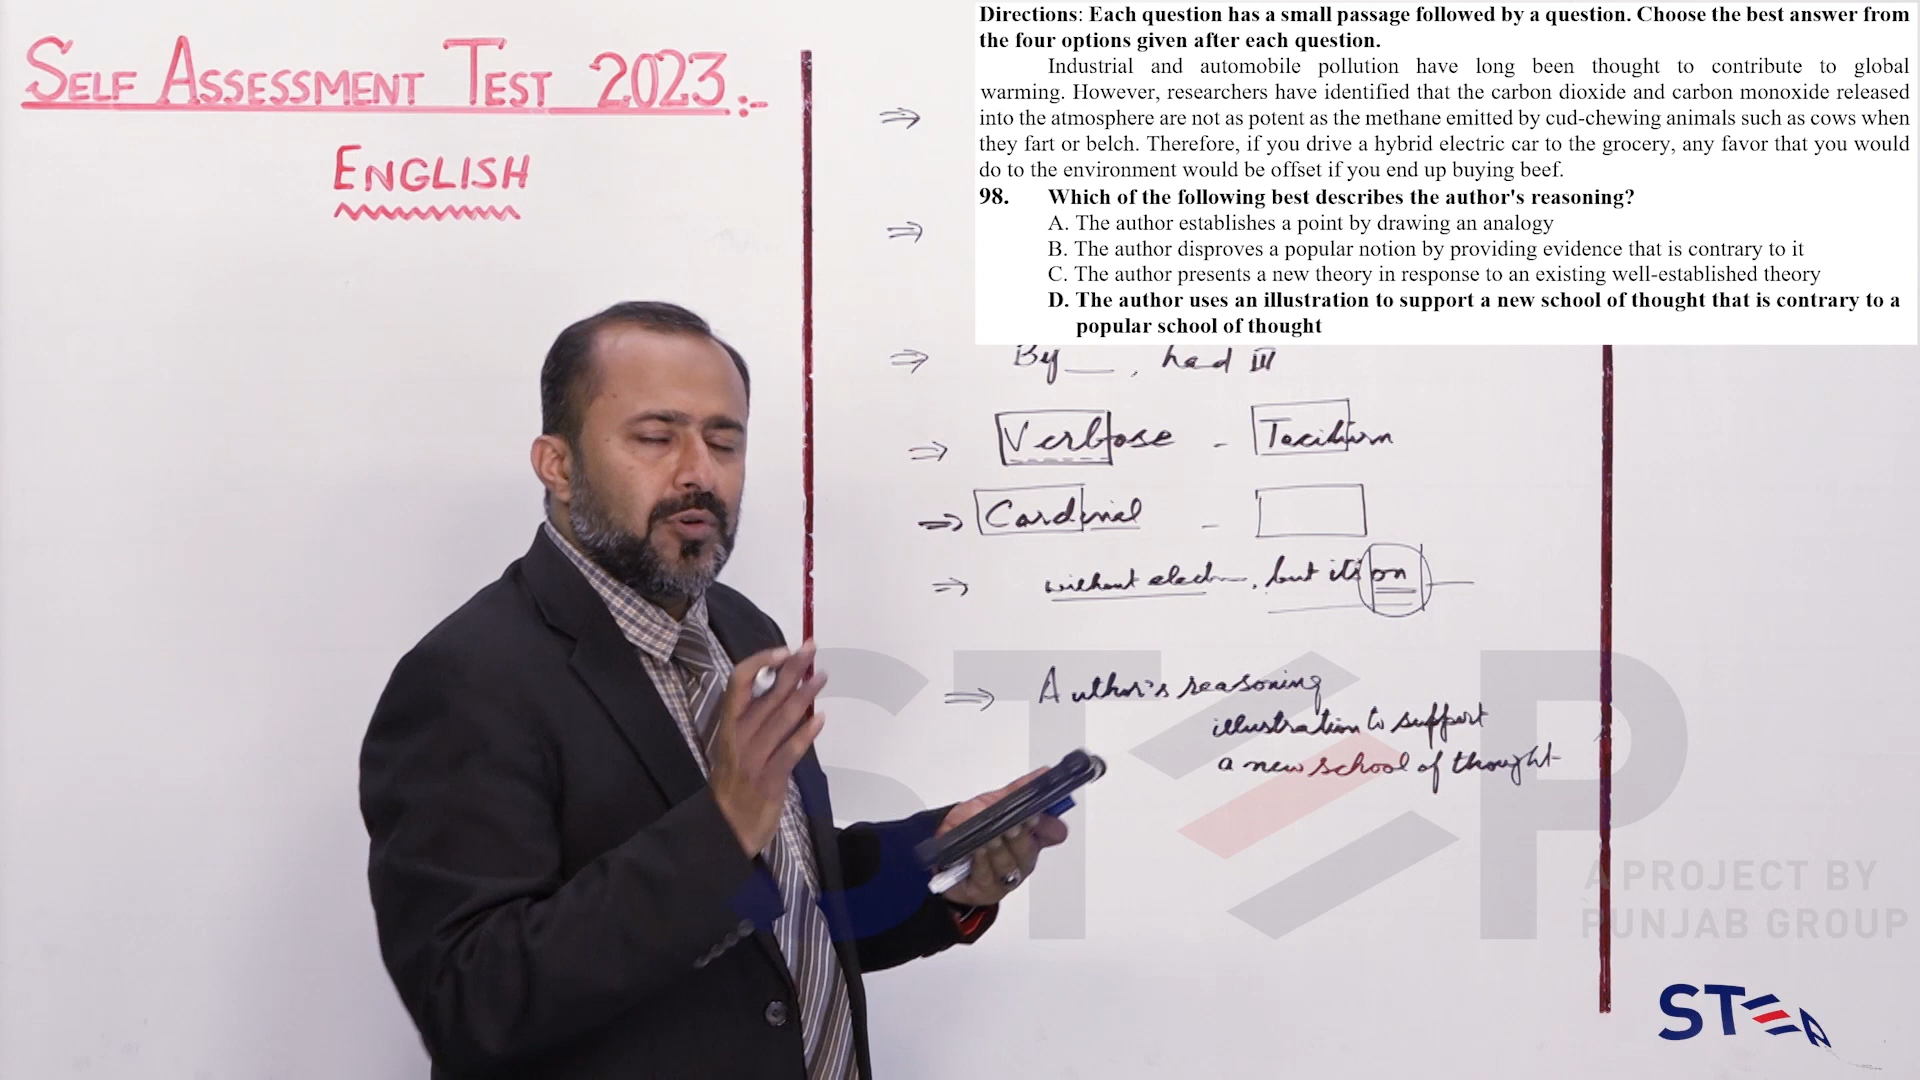 SELF ASSESSMENT TEST 2023:-
ENGLISH
Directions: Each question has a small passage followed by a question. Choose the best answer from
the four options given after each question.
Industrial and automobile pollution have long been thought to contribute to global
warming. However, researchers have identified that the carbon dioxide and carbon monoxide released
into the atmosphere are not as potent as the methane emitted by cud-chewing animals such as cows when
they fart or belch. Therefore, if you drive a hybrid electric car to the grocery, any favor that you would
do to the environment would be offset if you end up buying beef.
98. Which of the following best describes the author's reasoning?
A. The author establishes a point by drawing an analogy
B. The author disproves a popular notion by providing evidence that is contrary to it
C. The author presents a new theory in response to an existing well-established theory
D. The author uses an illustration to support a new school of thought that is contrary to a
popular school of thought
⇒
⇒
⇒ By __, had III
⇒ Verbose - Taciturn
⇒ Cardinal -
⇒ without , but its on
⇒ Author's reasoning
illustration to support
a new school of thought-
STEP
A PROJECT BY
PUNJAB GROUP
STEP